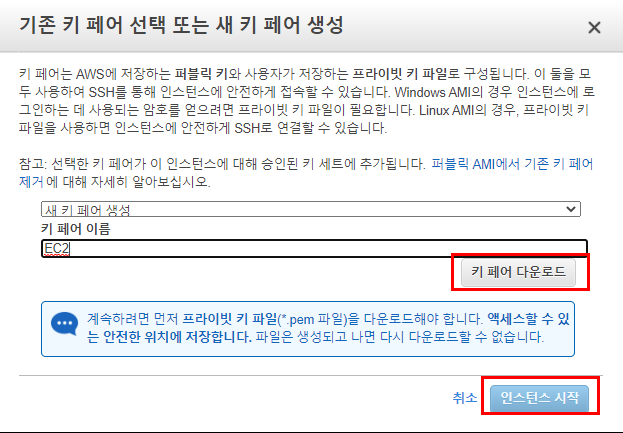 기존 키 페어 선택 또는 새 키 페어 생성
키 페어는 AWS에 저장하는 퍼블릭 키와 사용자가 저장하는 프라이빗 키 파일로 구성됩니다. 이 둘을 모
두 사용하여 SSH를 통해 인스턴스에 안전하게 접속할 수 있습니다. Windows AMI의 경우 인스턴스에 로
그인하는 데 사용되는 암호를 얻으려면 프라이빗 키 파일이 필요합니다. Linux AMI의 경우, 프라이빗 키
파일을 사용하면 인스턴스에 안전하게 SSH로 연결할 수 있습니다.
참고: 선택한 키 페어가 이 인스턴스에 대해 승인된 키 세트에 추가됩니다. 퍼블릭 AMI에서 기존 키 페어
제거 에 대해 자세히 알아보십시오.
새 키 페어 생성
키 페어 이름
EC2
키 페어 다운로드
계속하려면 먼저 프라이빗 키 파일(*.pem 파일)을 다운로드해야 합니다. 액세스할 수 있
는 안전한 위치에 저장합니다. 파일은 생성되고 나면 다시 다운로드할 수 없습니다.
취소
인스턴스 시작